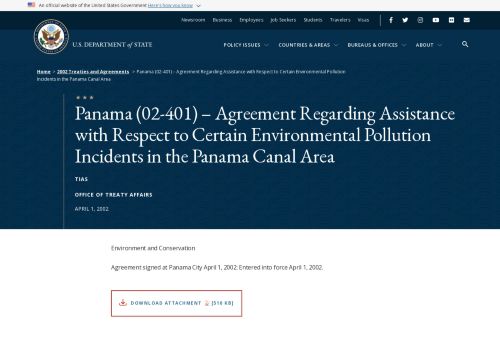 An official website of the United States Government Here's how you know
Newsroom Business Employees Job Seekers Students Travelers Visas
U.S. DEPARTMENT of STATE
POLICY ISSUES COUNTRIES & AREAS BUREAUS & OFFICES ABOUT
Home > 2002 Treaties and Agreements > Panama (02-401) – Agreement Regarding Assistance with Respect to Certain Environmental Pollution
Incidents in the Panama Canal Area
Panama (02-401) – Agreement Regarding Assistance
with Respect to Certain Environmental Pollution
Incidents in the Panama Canal Area
TIAS
OFFICE OF TREATY AFFAIRS
APRIL 1, 2002
Environment and Conservation
Agreement signed at Panama City April 1, 2002; Entered into force April 1, 2002.
DOWNLOAD ATTACHMENT [510 KB]